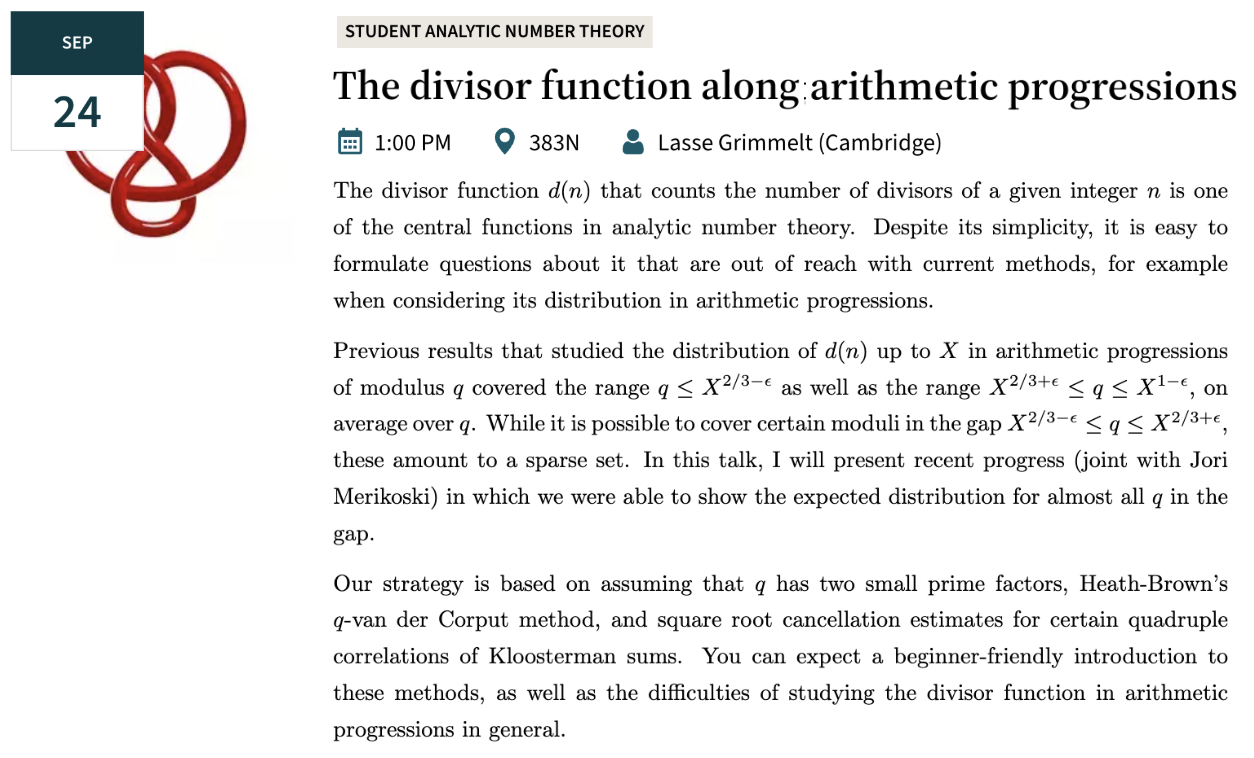 SEP
24
STUDENT ANALYTIC NUMBER THEORY
The divisor function along arithmetic progressions
1:00 PM 383N Lasse Grimmelt (Cambridge)
The divisor function d(n) that counts the number of divisors of a given integer n is one
of the central functions in analytic number theory. Despite its simplicity, it is easy to
formulate questions about it that are out of reach with current methods, for example
when considering its distribution in arithmetic progressions.
Previous results that studied the distribution of d(n) up to X in arithmetic progressions
of modulus q covered the range q ≤ X^{2/3−ϵ} as well as the range X^{2/3+ϵ} ≤ q ≤ X^{1−ϵ}, on
average over q. While it is possible to cover certain moduli in the gap X^{2/3−ϵ} ≤ q ≤ X^{2/3+ϵ},
these amount to a sparse set. In this talk, I will present recent progress (joint with Jori
Merikoski) in which we were able to show the expected distribution for almost all q in the
gap.
Our strategy is based on assuming that q has two small prime factors, Heath-Brown's
q-van der Corput method, and square root cancellation estimates for certain quadruple
correlations of Kloosterman sums. You can expect a beginner-friendly introduction to
these methods, as well as the difficulties of studying the divisor function in arithmetic
progressions in general.